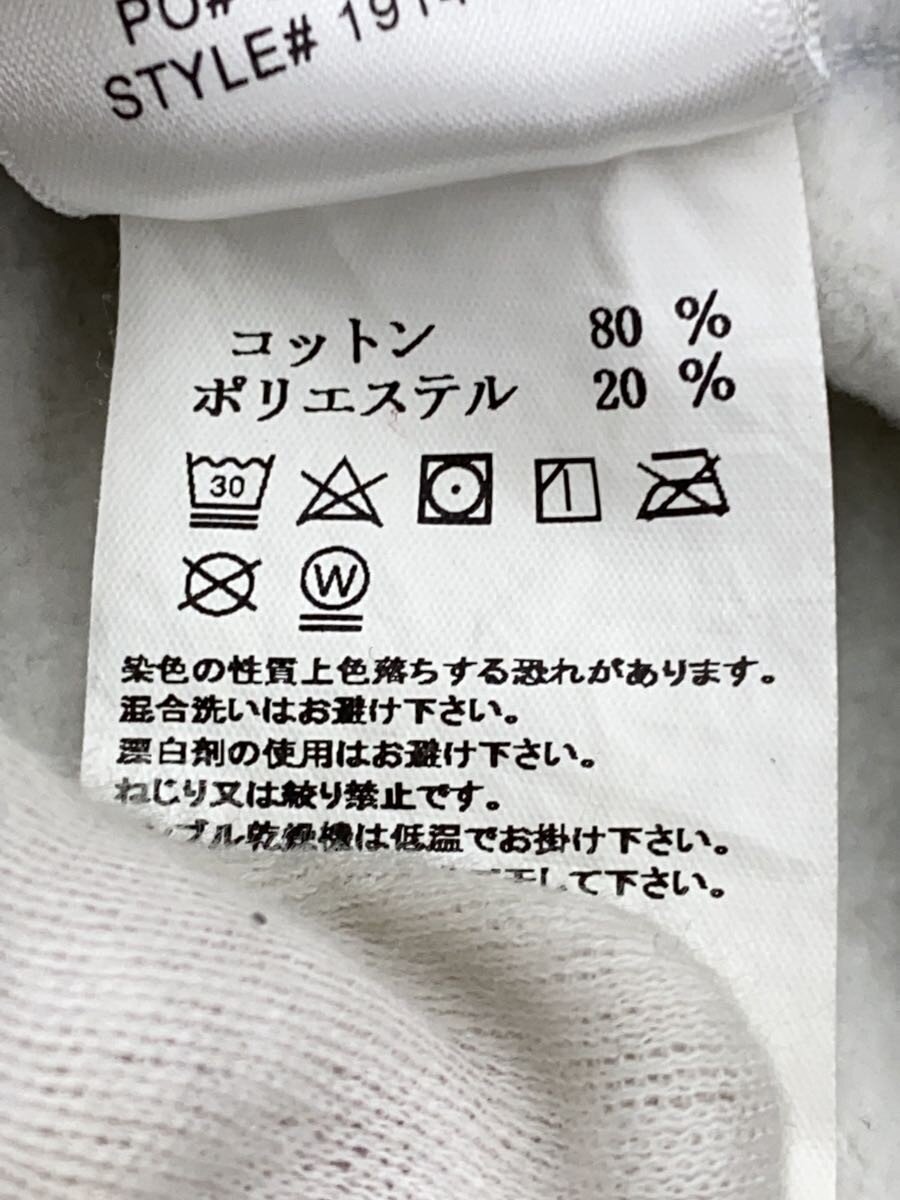 PO#
STYLE# 1914
コットン 80 %
ポリエステル 20 %
30
W
染色の性質上色落ちする恐れがあります。
混合洗いはお避け下さい。
漂白剤の使用はお避け下さい。
ねじり又は絞り禁止です。
ンブル乾燥機は低温でお掛け下さい。
して下さい。